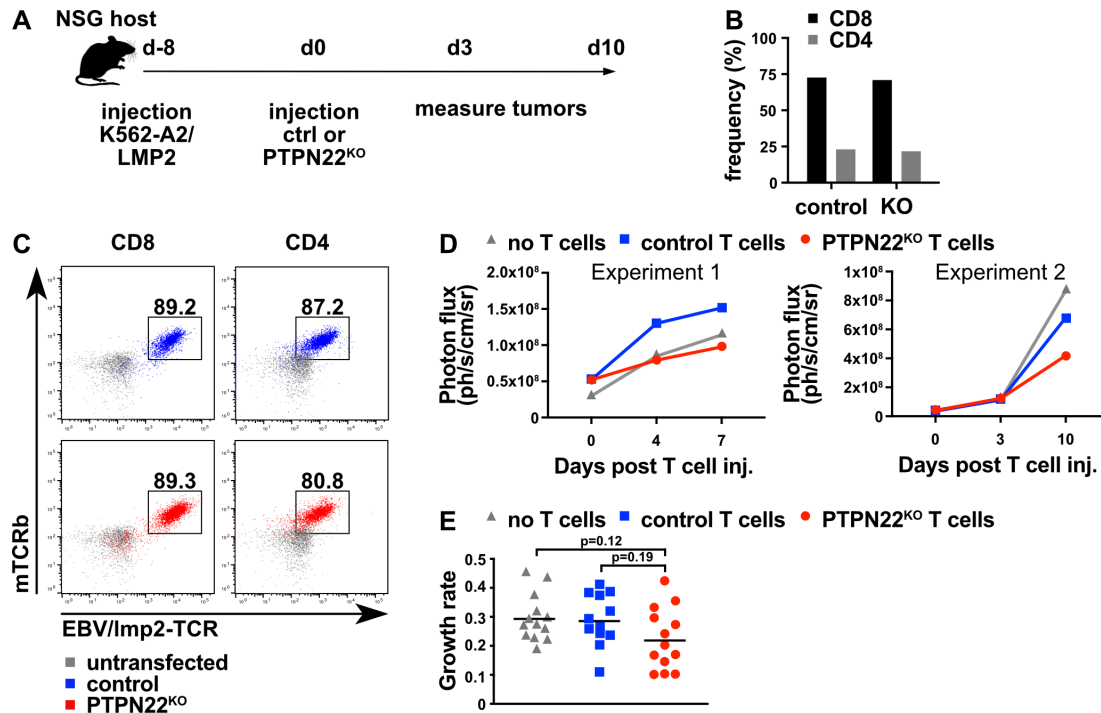 A
NSG host
d-8 d0 d3 d10
injection
K562-A2/
LMP2
injection
ctrl or
PTPN22KO
measure tumors
B
CD8
CD4
frequency (%)
100
75
50
25
0
control KO
C
CD8 CD4
89.2 87.2
89.3 80.8
mTCRb
EBV/lmp2-TCR
untransfected
control
PTPN22KO
D
no T cells control T cells PTPN22KO T cells
Experiment 1
Photon flux
(ph/s/cm/sr)
2.0x10⁸
1.5x10⁸
1.0x10⁸
0.5x10⁸
0
0 4 7
Days post T cell inj.
Experiment 2
Photon flux
(ph/s/cm/sr)
1x10⁸
8x10⁸
6x10⁸
4x10⁸
2x10⁸
0
0 3 10
Days post T cell inj.
E
no T cells control T cells PTPN22KO T cells
p=0.12
p=0.19
Growth rate
0.5
0.4
0.3
0.2
0.1
0